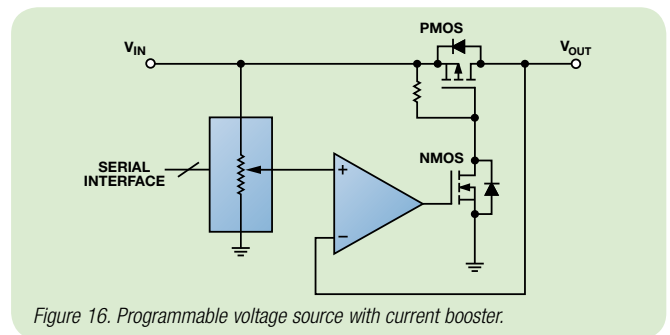 PMOS
VIN
VOUT
NMOS
SERIAL
INTERFACE
+
–
Figure 16. Programmable voltage source with current booster.